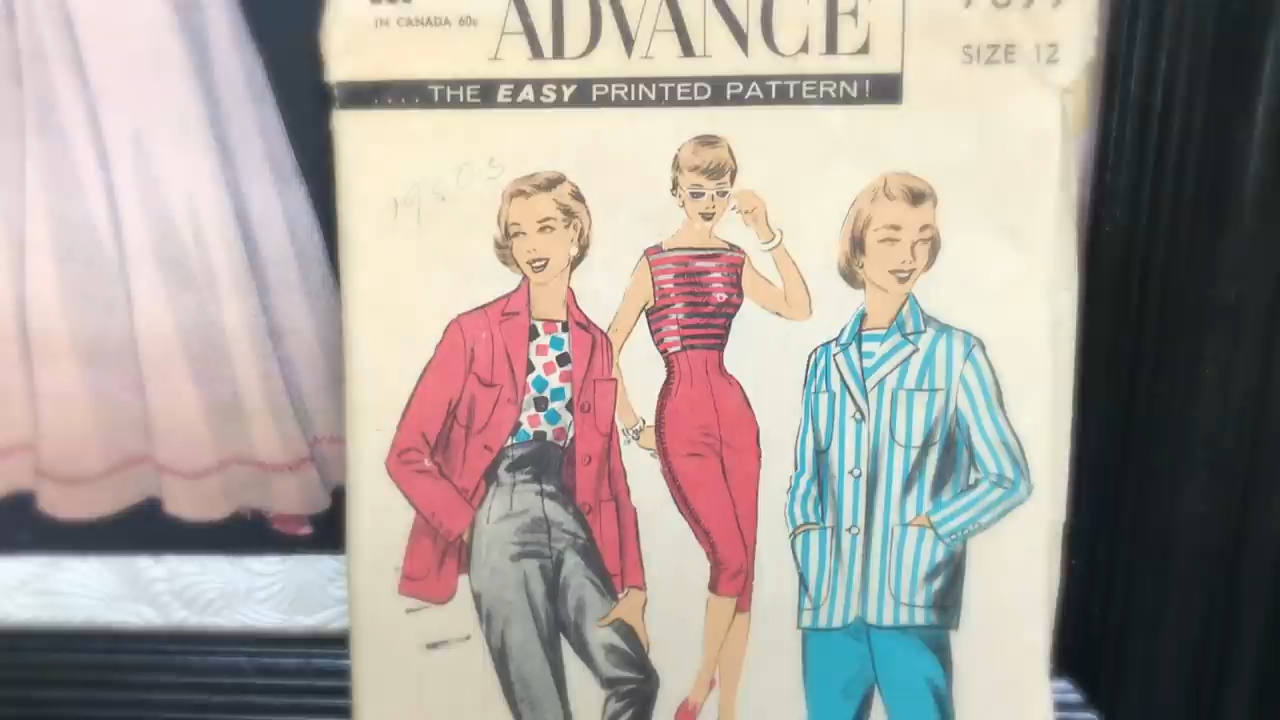 IN CANADA 60¢
ADVANCE
SIZE 12
....THE EASY PRINTED PATTERN!